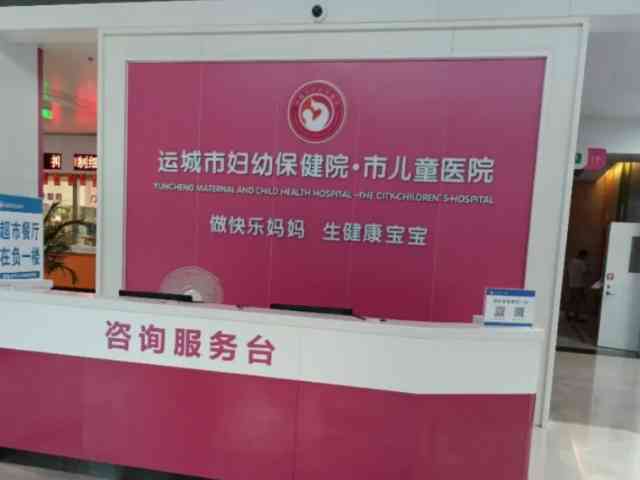 运城市妇幼保健院·市儿童医院
YUNCHENG MATERNAL AND CHILD HEALTH HOSPITAL -THE CITY·CHILDREN'S·HOSPITAL
做快乐妈妈 生健康宝宝
超市餐厅
在负一楼
咨询服务台